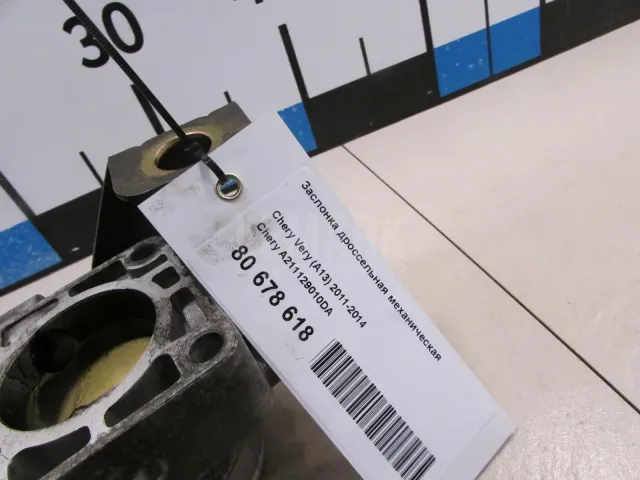 30
Заслонка дроссельная механическая
Chery Very (A13) 2011-2014
Chery A211129010DA
80 678 618